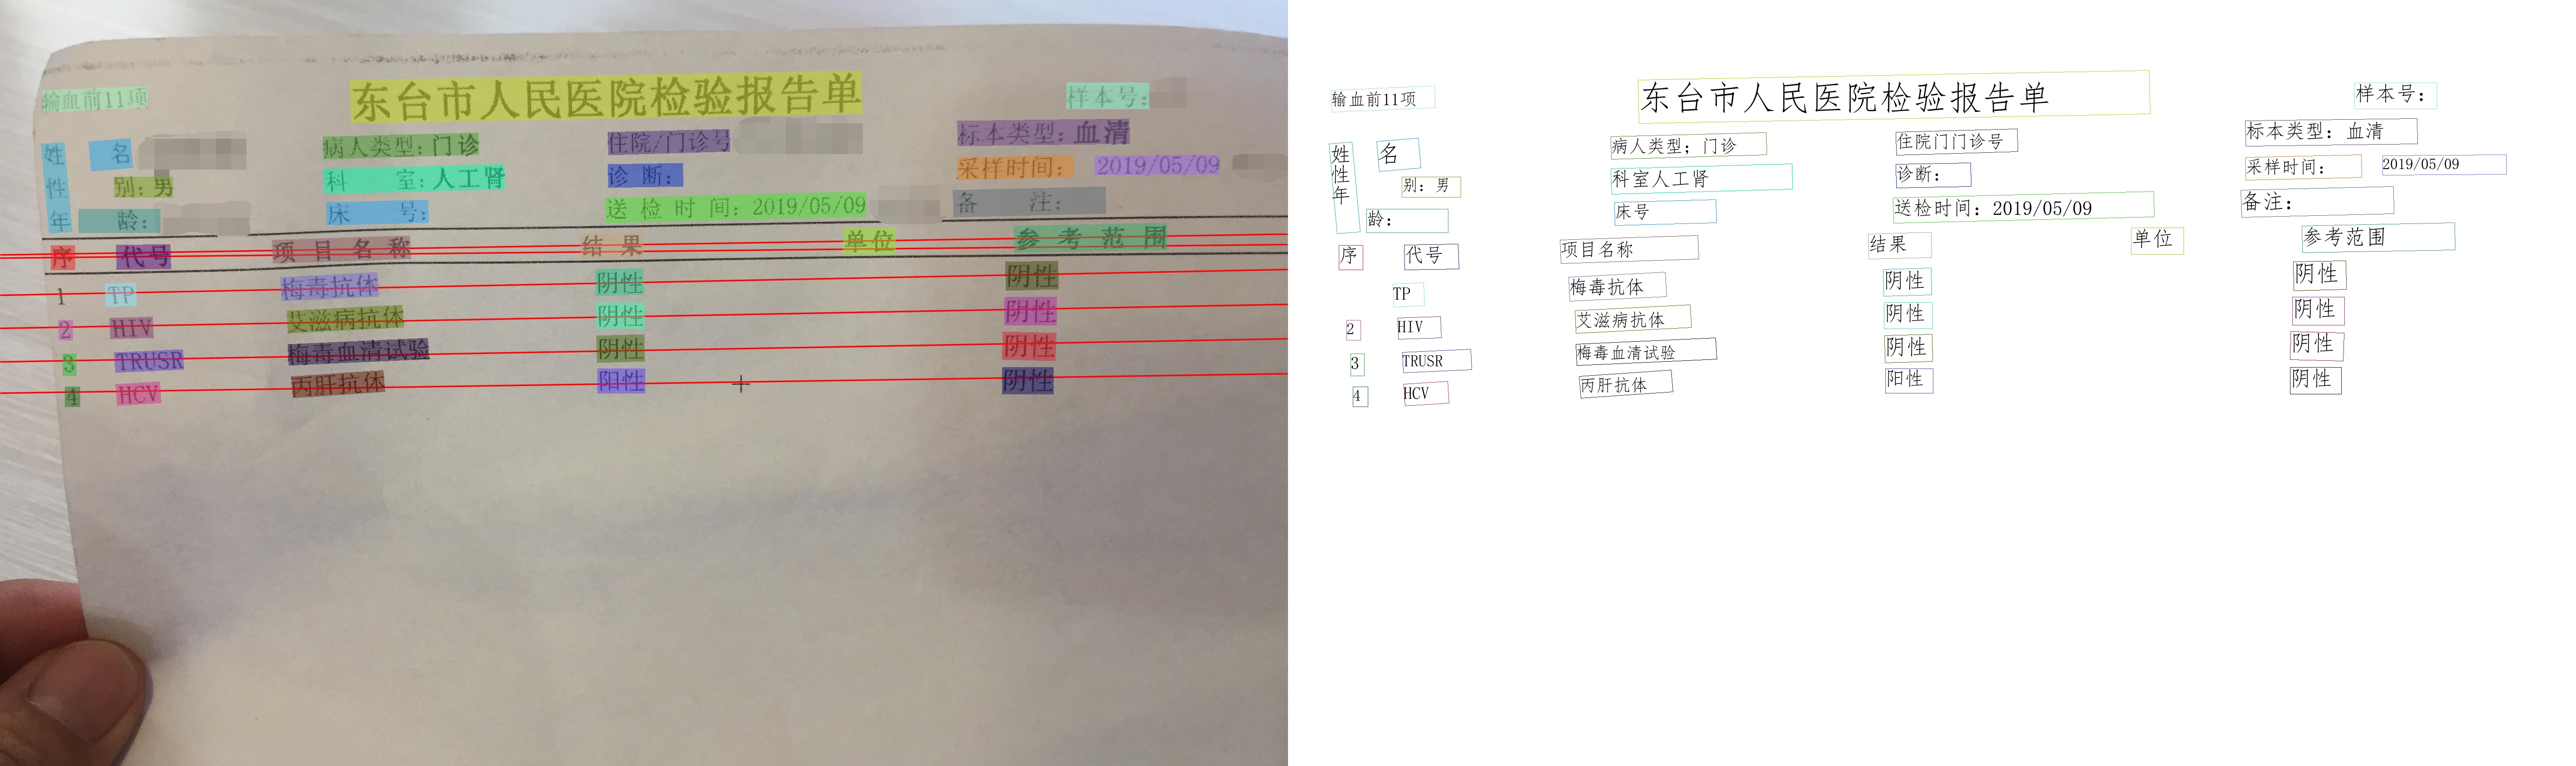 输血前11项 东台市人民医院检验报告单 样本号:
姓 名 病人类型: 门诊 住院/门诊号 标本类型: 血清
性 别: 男 科 室: 人工肾 诊 断: 采样时间: 2019/05/09
年 龄: 床 号: 送 检 时 间: 2019/05/09 备 注:
序 代号 项 目 名 称 结 果 单位 参 考 范 围
1 TP 梅毒抗体 阴性 阴性
2 HIV 艾滋病抗体 阴性 阴性
3 TRUSR 梅毒血清试验 阴性 阴性
4 HCV 丙肝抗体 阳性 阴性
输血前11项 东台市人民医院检验报告单 样本号:
姓 名 病人类型; 门诊 住院门门诊号 标本类型: 血清
性 别: 男 科室人工肾 诊断: 采样时间: 2019/05/09
年 龄: 床号 送检时间: 2019/05/09 备注:
序 代号 项目名称 结果 单位 参考范围
TP 梅毒抗体 阴性 阴性
2 HIV 艾滋病抗体 阴性 阴性
3 TRUSR 梅毒血清试验 阴性 阴性
4 HCV 丙肝抗体 阳性 阴性